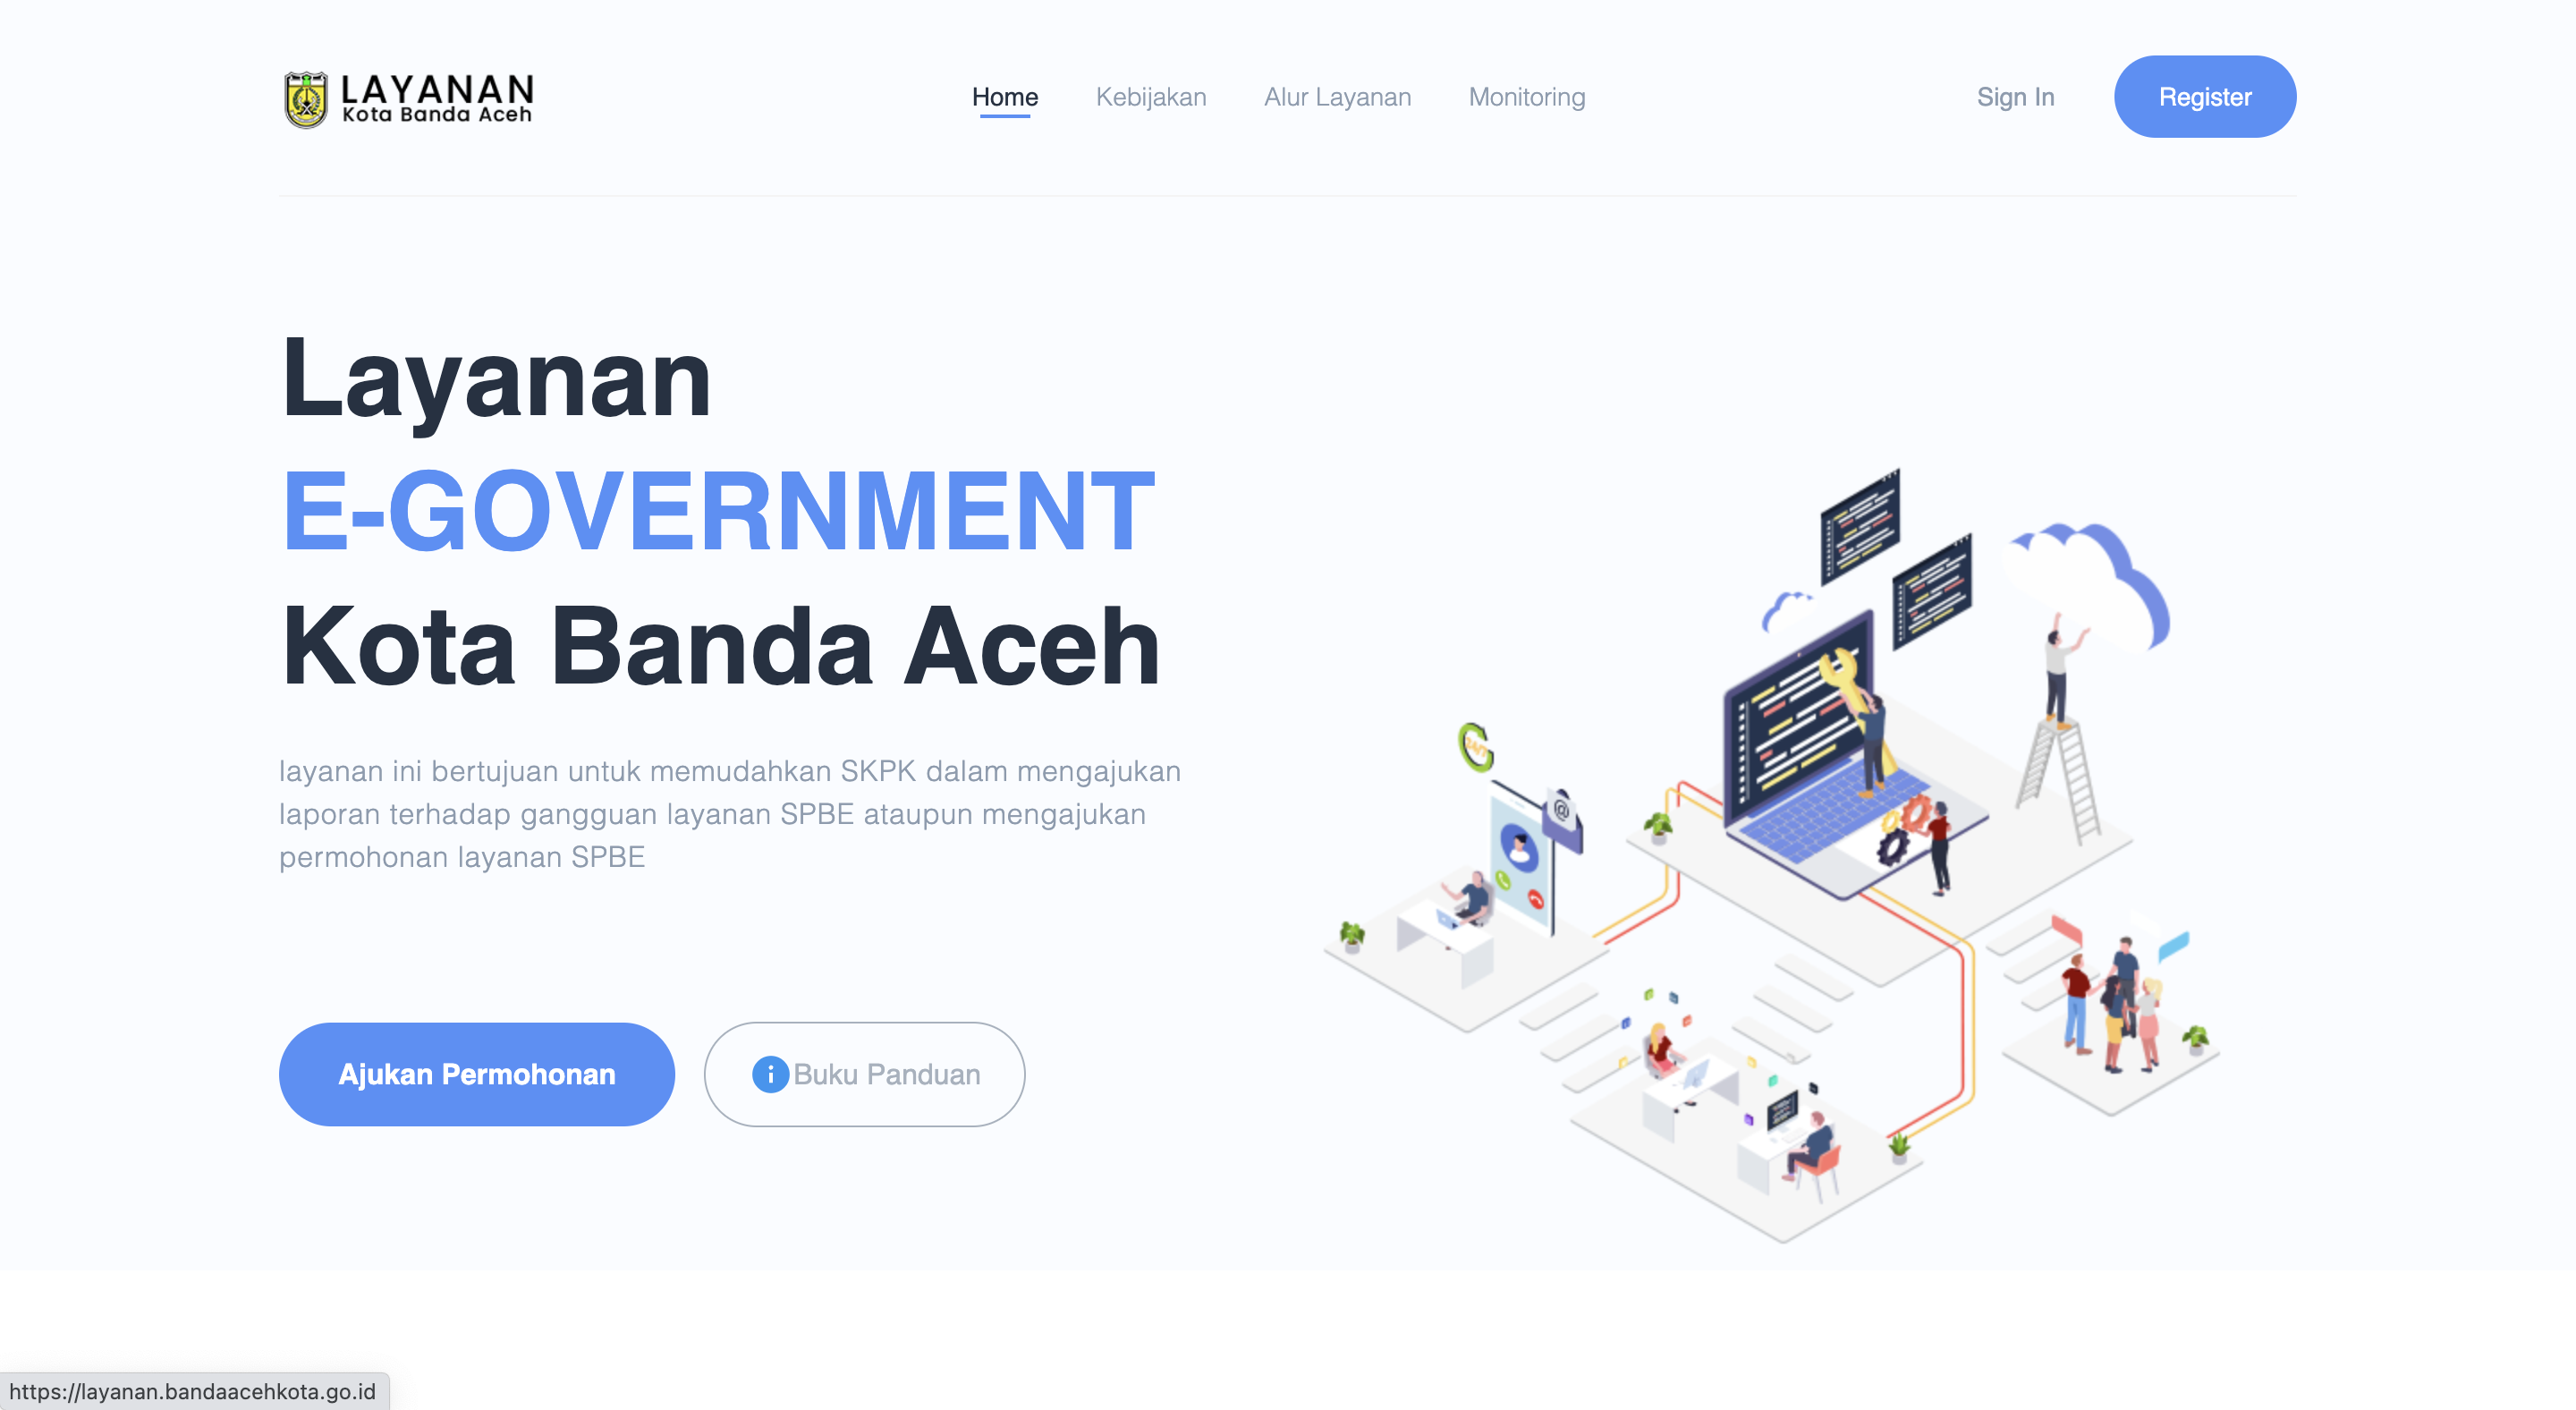 LAYANAN
Kota Banda Aceh
Home Kebijakan Alur Layanan Monitoring Sign In Register
Layanan
E-GOVERNMENT
Kota Banda Aceh
layanan ini bertujuan untuk memudahkan SKPK dalam mengajukan
laporan terhadap gangguan layanan SPBE ataupun mengajukan
permohonan layanan SPBE
Ajukan Permohonan
Buku Panduan
https://layanan.bandaacehkota.go.id